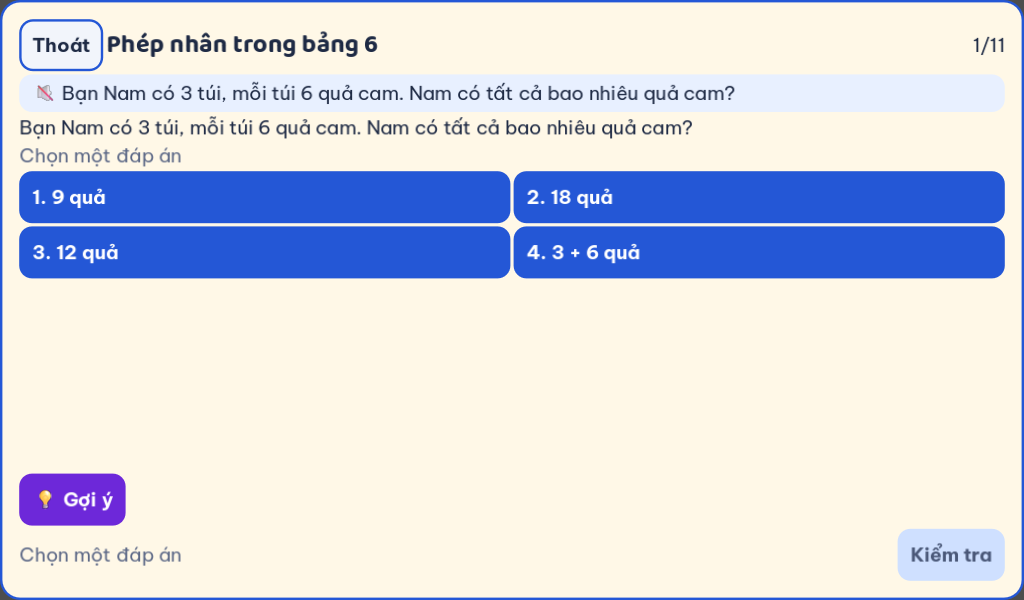 Thoát Phép nhân trong bảng 6 1/11
Bạn Nam có 3 túi, mỗi túi 6 quả cam. Nam có tất cả bao nhiêu quả cam?
Bạn Nam có 3 túi, mỗi túi 6 quả cam. Nam có tất cả bao nhiêu quả cam?
Chọn một đáp án
1. 9 quả 2. 18 quả
3. 12 quả 4. 3 + 6 quả
Gợi ý
Chọn một đáp án Kiểm tra